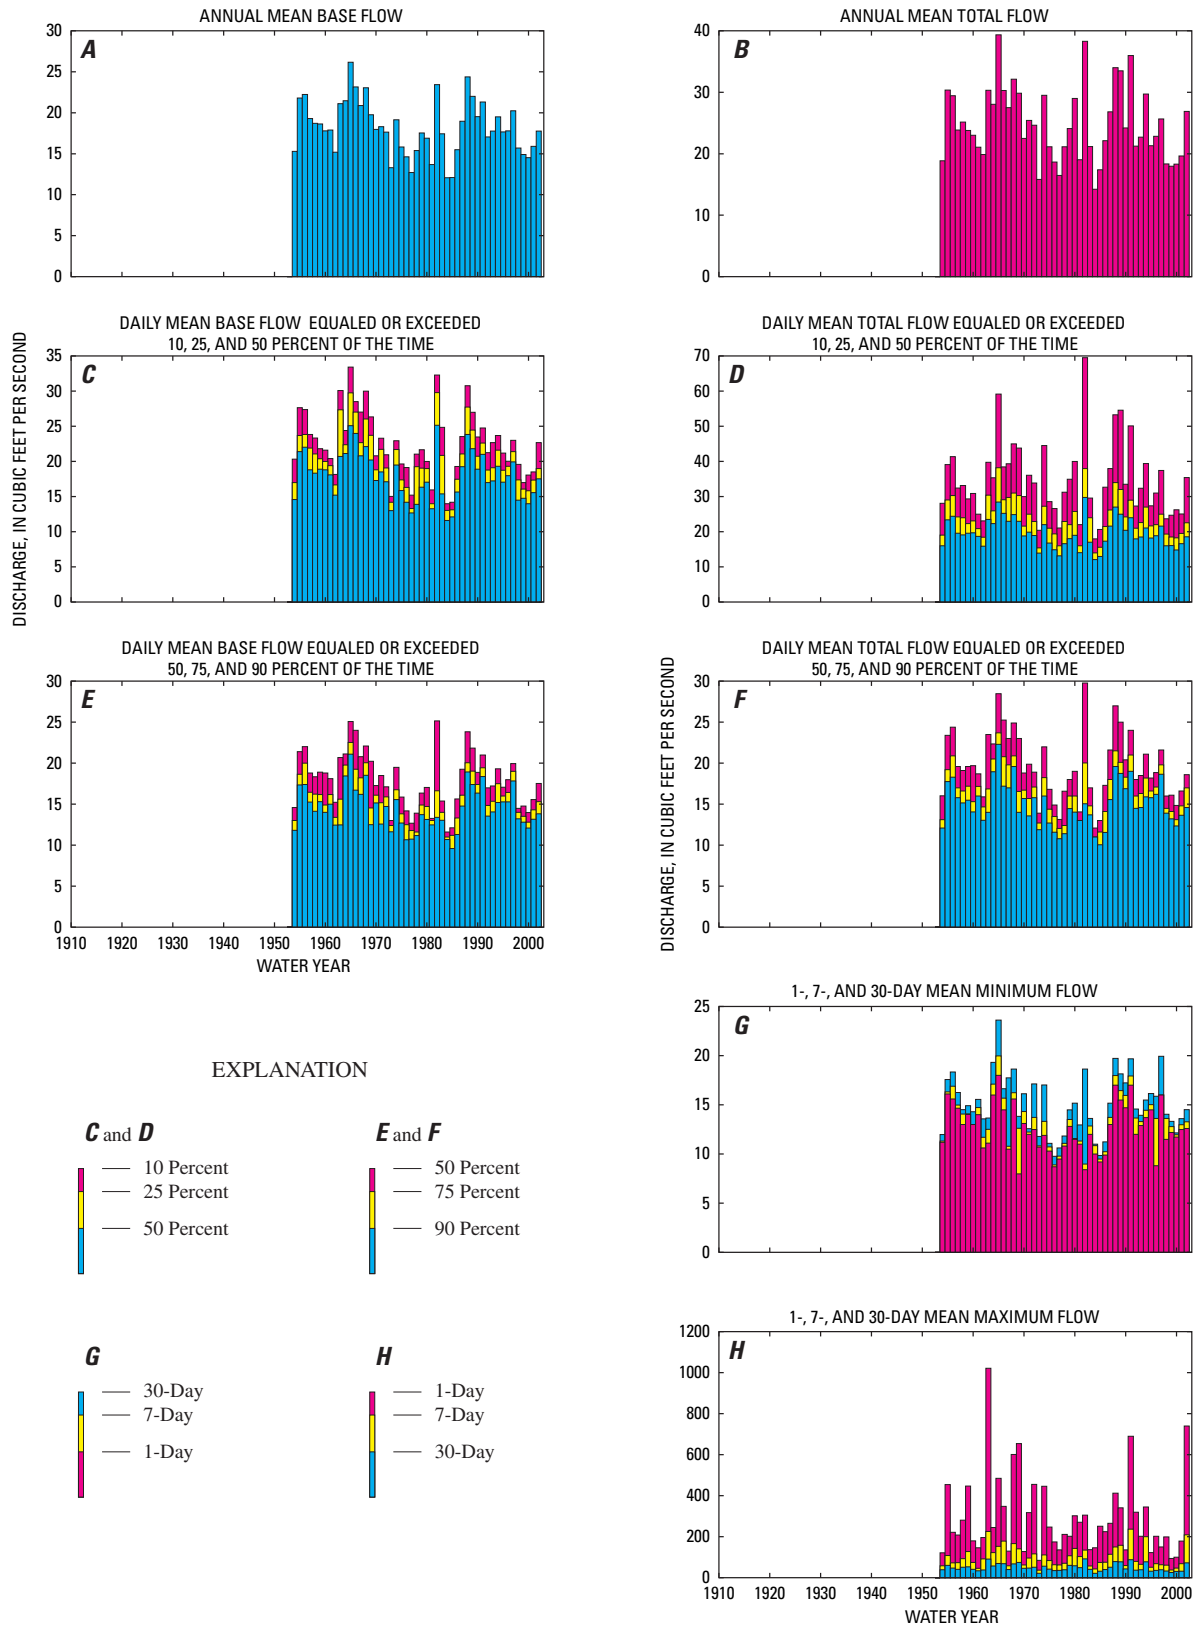 ANNUAL MEAN BASE FLOW
A
30
25
20
15
10
5
0
ANNUAL MEAN TOTAL FLOW
B
40
30
20
10
0
DISCHARGE, IN CUBIC FEET PER SECOND
DAILY MEAN BASE FLOW EQUALED OR EXCEEDED
10, 25, AND 50 PERCENT OF THE TIME
C
35
30
25
20
15
10
5
0
DAILY MEAN TOTAL FLOW EQUALED OR EXCEEDED
10, 25, AND 50 PERCENT OF THE TIME
D
70
60
50
40
30
20
10
0
DAILY MEAN BASE FLOW EQUALED OR EXCEEDED
50, 75, AND 90 PERCENT OF THE TIME
E
30
25
20
15
10
5
0
1910 1920 1930 1940 1950 1960 1970 1980 1990 2000
WATER YEAR
DISCHARGE, IN CUBIC FEET PER SECOND
DAILY MEAN TOTAL FLOW EQUALED OR EXCEEDED
50, 75, AND 90 PERCENT OF THE TIME
F
30
25
20
15
10
5
0
1-, 7-, AND 30-DAY MEAN MINIMUM FLOW
G
25
20
15
10
5
0
EXPLANATION
C and D
10 Percent
25 Percent
50 Percent
E and F
50 Percent
75 Percent
90 Percent
G
30-Day
7-Day
1-Day
H
1-Day
7-Day
30-Day
1-, 7-, AND 30-DAY MEAN MAXIMUM FLOW
H
1200
1000
800
600
400
200
0
1910 1920 1930 1940 1950 1960 1970 1980 1990 2000
WATER YEAR